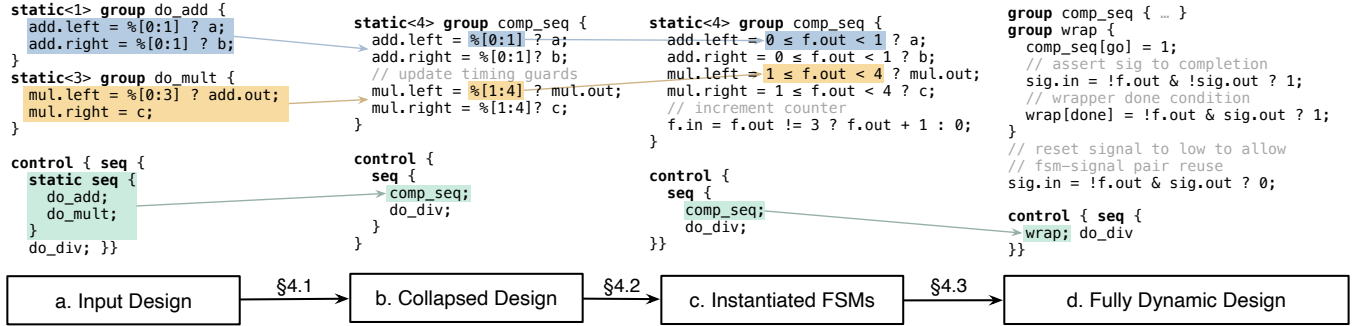 static<1> group do_add {
  add.left = %[0:1] ? a;
  add.right = %[0:1] ? b;
}
static<3> group do_mult {
  mul.left = %[0:3] ? add.out;
  mul.right = c;
}
control { seq {
  static seq {
    do_add;
    do_mult;
  }
  do_div; }}
static<4> group comp_seq {
  add.left = %[0:1] ? a;
  add.right = %[0:1]? b;
  // update timing guards
  mul.left = %[1:4] ? mul.out;
  mul.right = %[1:4]? c;
}
control {
  seq {
    comp_seq;
    do_div;
  }
}
static<4> group comp_seq {
  add.left = 0 ≤ f.out < 1 ? a;
  add.right = 0 ≤ f.out < 1 ? b;
  mul.left = 1 ≤ f.out < 4 ? mul.out;
  mul.right = 1 ≤ f.out < 4 ? c;
  // increment counter
  f.in = f.out != 3 ? f.out + 1 : 0;
}
control {
  seq {
    comp_seq;
    do_div;
}}
group comp_seq { … }
group wrap {
  comp_seq[go] = 1;
  // assert sig to completion
  sig.in = !f.out & !sig.out ? 1;
  // wrapper done condition
  wrap[done] = !f.out & sig.out ? 1;
}
// reset signal to low to allow
// fsm-signal pair reuse
sig.in = !f.out & sig.out ? 0;
control { seq {
  wrap; do_div
}}
a. Input Design
§4.1
b. Collapsed Design
§4.2
c. Instantiated FSMs
§4.3
d. Fully Dynamic Design